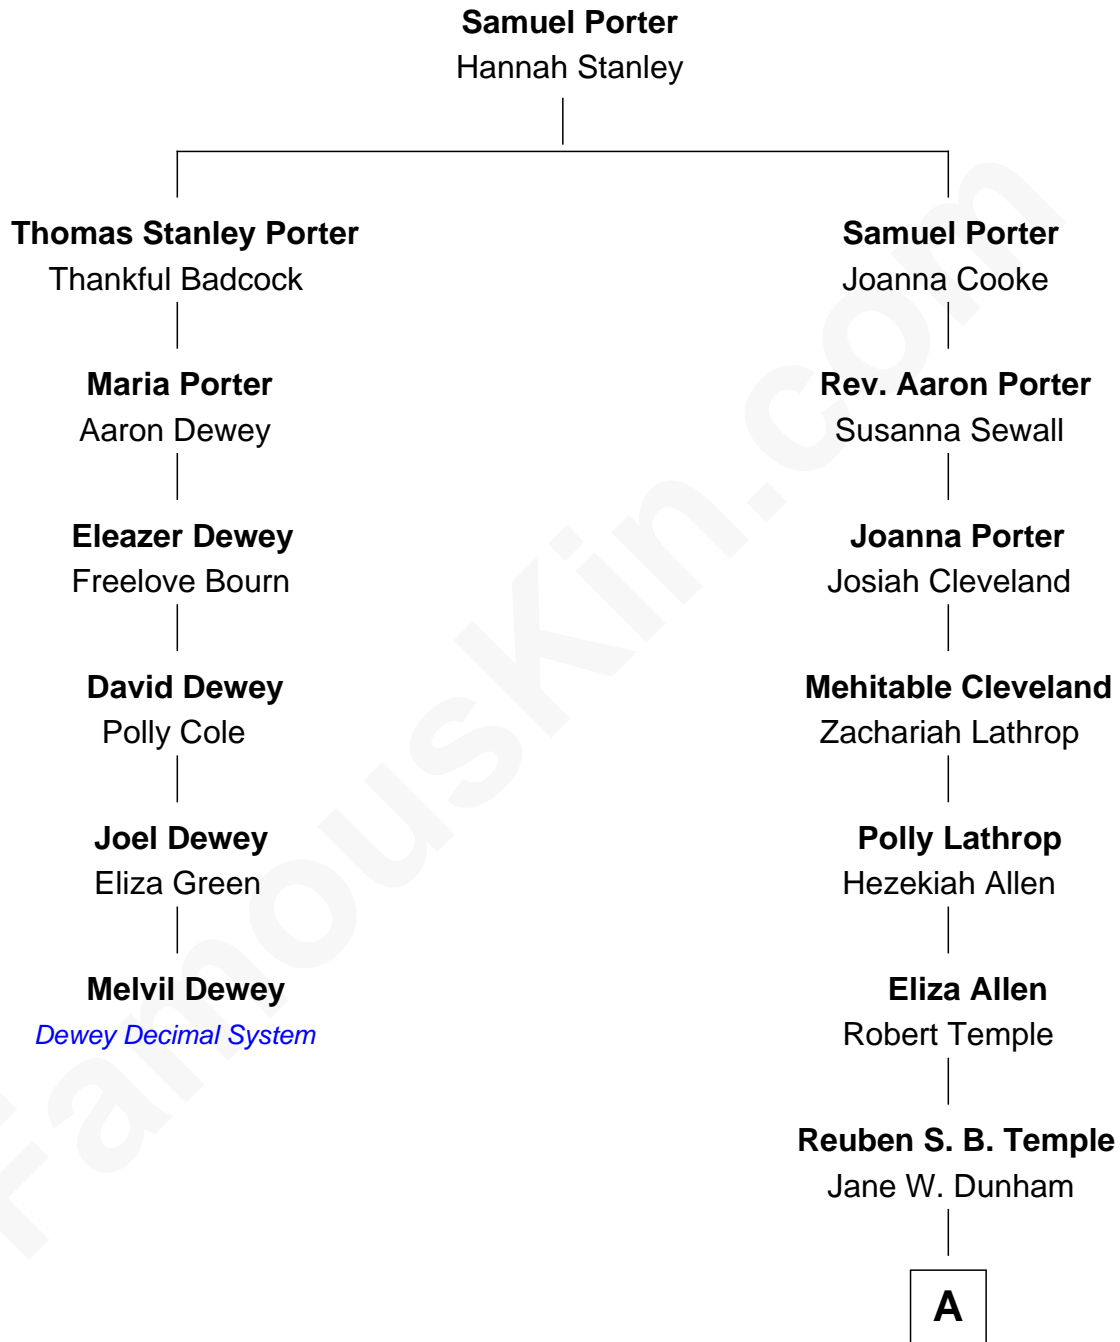 Samuel Porter
Hannah Stanley
Thomas Stanley Porter
Thankful Badcock
Maria Porter
Aaron Dewey
Eleazer Dewey
Freelove Bourn
David Dewey
Polly Cole
Joel Dewey
Eliza Green
Melvil Dewey
Dewey Decimal System
Samuel Porter
Joanna Cooke
Rev. Aaron Porter
Susanna Sewall
Joanna Porter
Josiah Cleveland
Mehitable Cleveland
Zachariah Lathrop
Polly Lathrop
Hezekiah Allen
Eliza Allen
Robert Temple
Reuben S. B. Temple
Jane W. Dunham
A
FamousKin.com